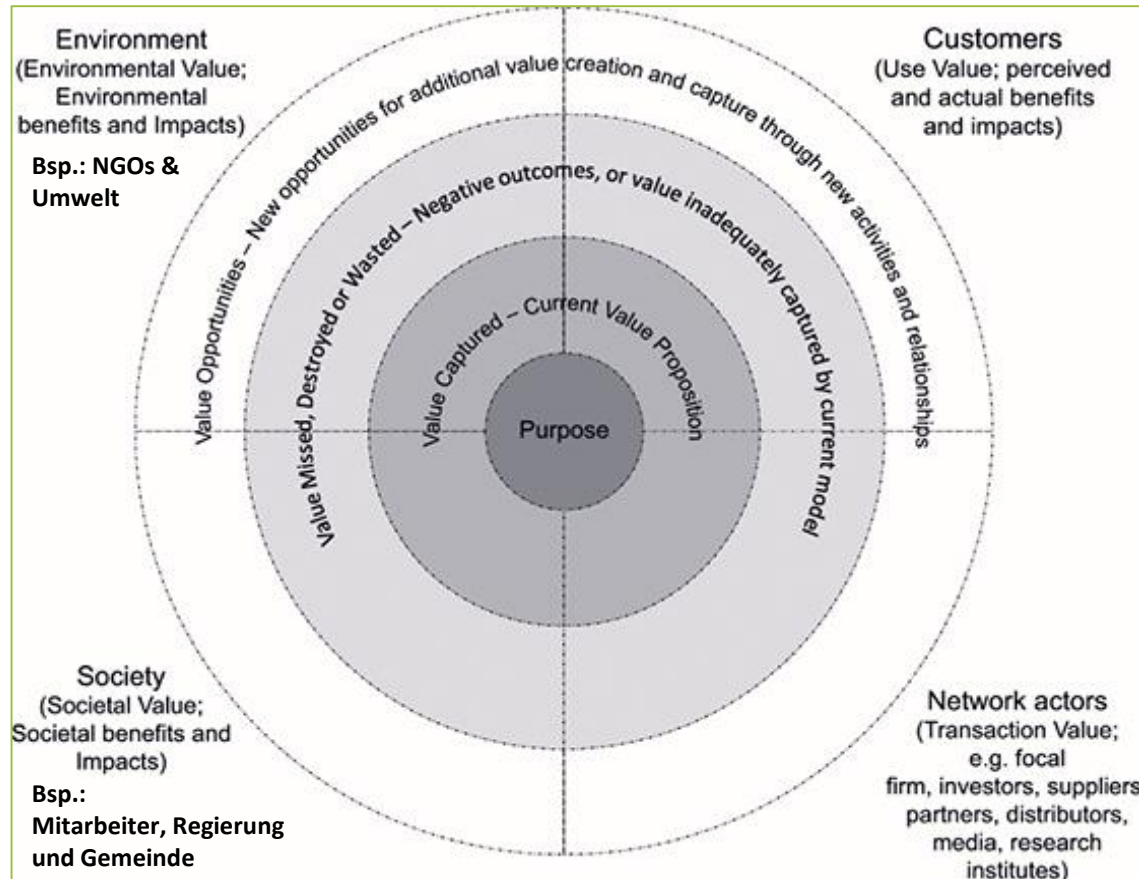 Environment
(Environmental Value;
Environmental
benefits and Impacts)
Bsp.: NGOs &
Umwelt
Customers
(Use Value; perceived
and actual benefits
and impacts)
Value Opportunities – New opportunities for additional value creation and capture through new activities and relationships
Value Missed, Destroyed or Wasted – Negative outcomes, or value inadequately captured by current model
Value Captured – Current Value Proposition
Purpose
Society
(Societal Value;
Societal benefits and
Impacts)
Bsp.:
Mitarbeiter, Regierung
und Gemeinde
Network actors
(Transaction Value;
e.g. focal
firm, investors, suppliers
partners, distributors,
media, research
institutes)